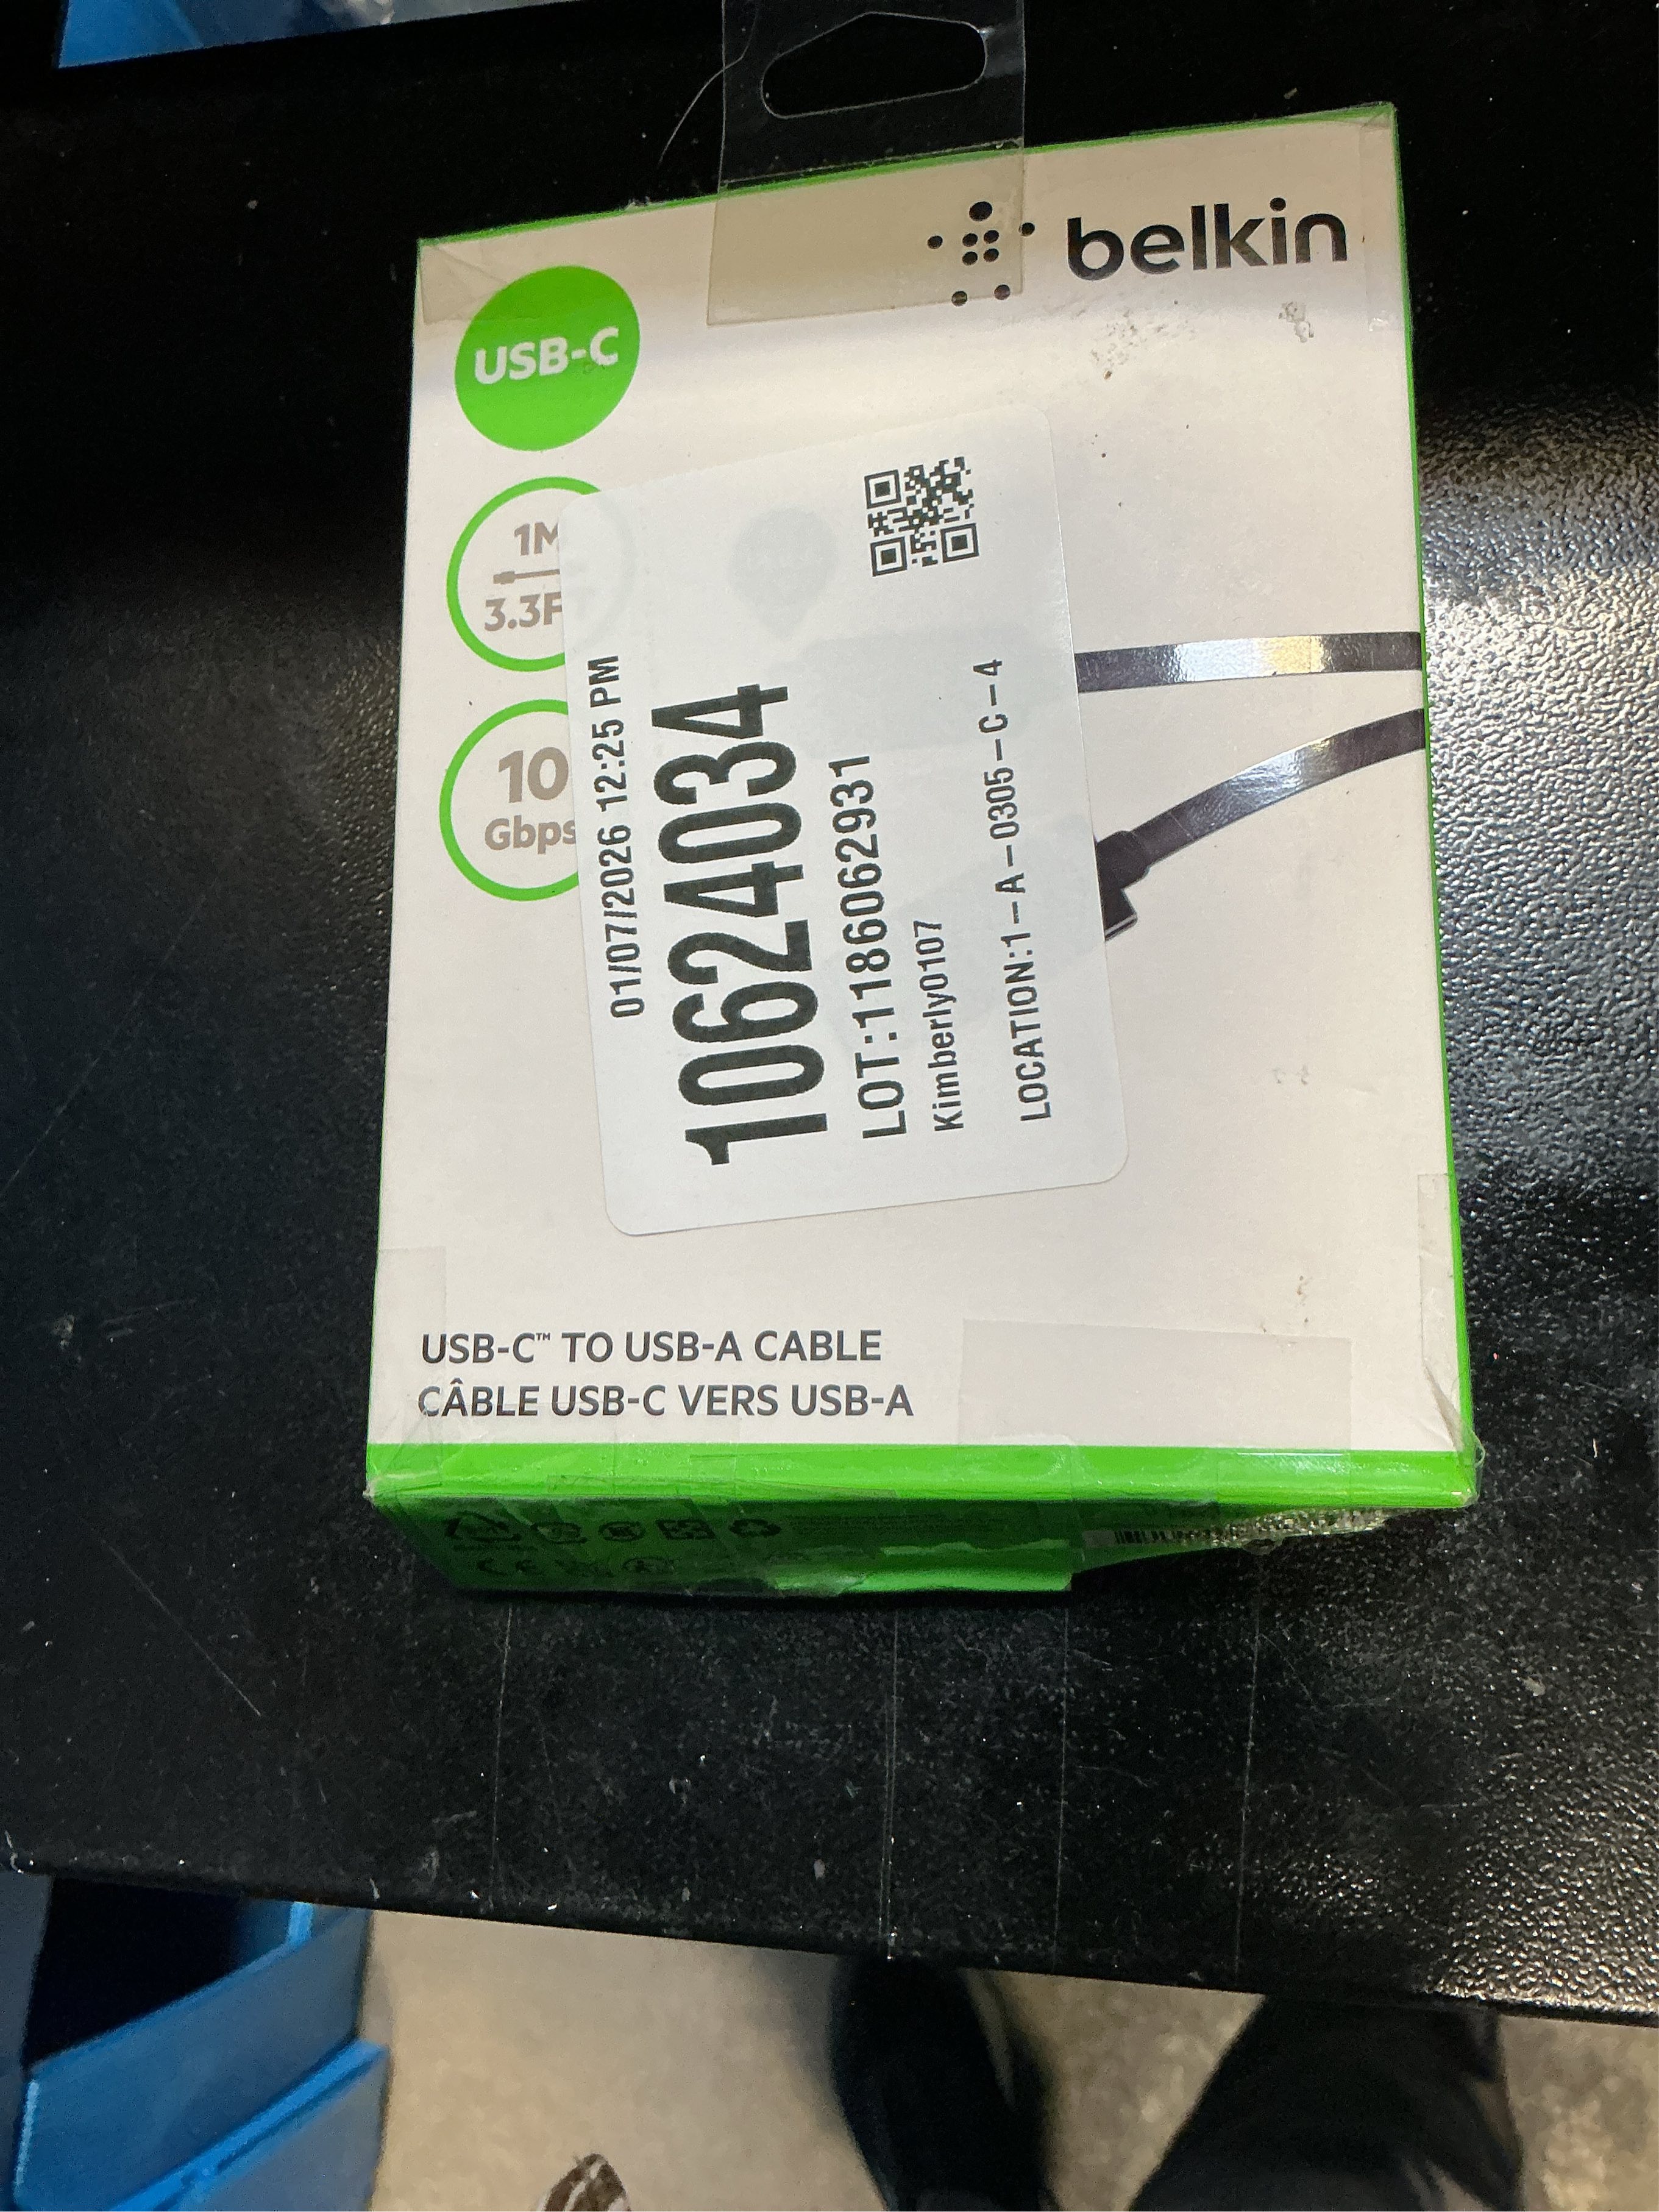 belkin
USB-C
1M
3.3F
10
Gbps
01/07/2026 12:25 PM
10624034
LOT:1186062931
Kimberly0107
LOCATION:1-A-0305-C-4
USB-C™ TO USB-A CABLE
CÂBLE USB-C VERS USB-A
CE